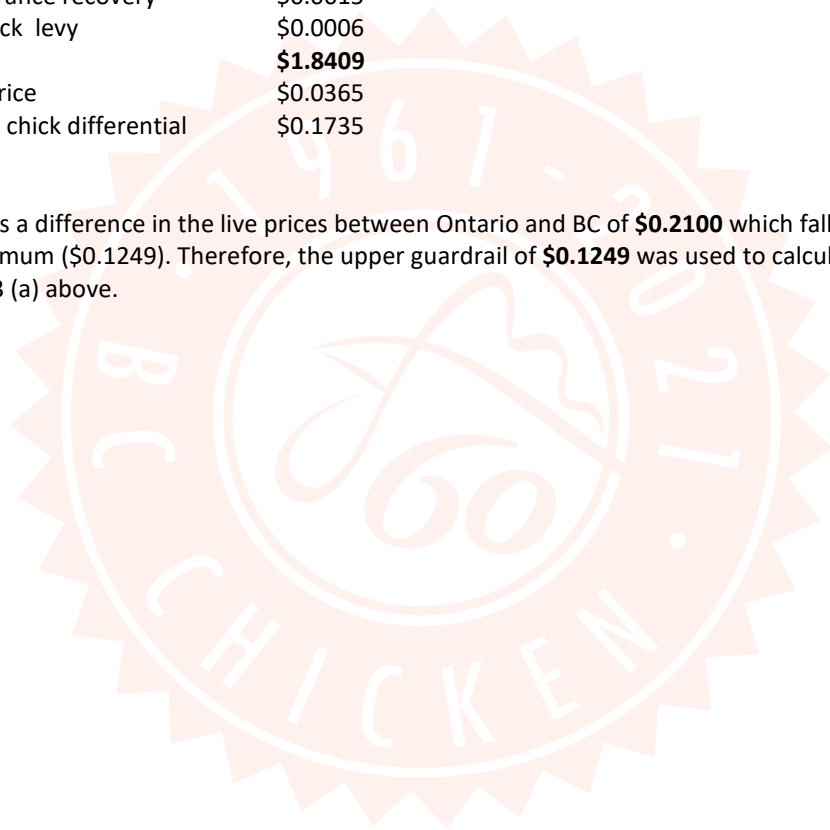 ck levy $0.0006
$1.8409
rice $0.0365
chick differential $0.1735
s a difference in the live prices between Ontario and BC of $0.2100 which fall
mum ($0.1249). Therefore, the upper guardrail of $0.1249 was used to calcul
(a) above.
1961-2021
60
BC CHICKEN